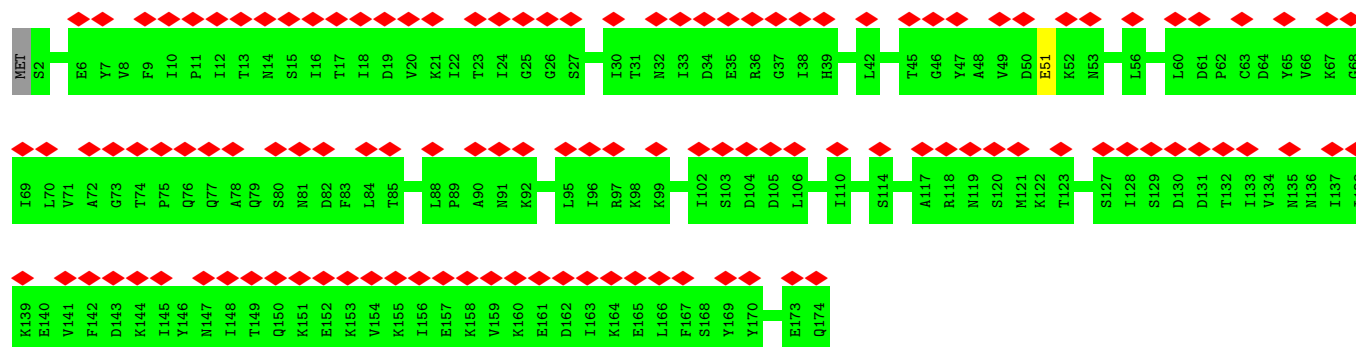 MET S2 E6 Y7 V8 F9 I10 P11 I12 T13 N14 S15 I16 T17 I18 D19 V20 K21 I22 T23 I24 G25 G26 S27 I30 T31 N32 I33 D34 E35 R36 G37 I38 H39 L42 T45 G46 Y47 A48 V49 D50 E51 K52 N53 L56 L60 D61 P62 C63 D64 Y65 V66 K67 G68
I69 L70 V71 A72 G73 T74 P75 Q76 Q77 A78 Q79 S80 N81 D82 F83 L84 T85 L88 P89 A90 N91 K92 L95 I96 R97 K98 K99 I102 S103 D104 D105 L106 I110 S114 A117 R118 N119 S120 M121 K122 T123 S127 I128 S129 D130 D131 T132 I133 V134 N135 N136 I137
K139 E140 V141 F142 D143 K144 I145 Y146 N147 I148 T149 Q150 K151 E152 K153 V154 K155 I156 E157 K158 V159 K160 E161 D162 I163 K164 E165 L166 F167 S168 Y169 Y170 E173 Q174